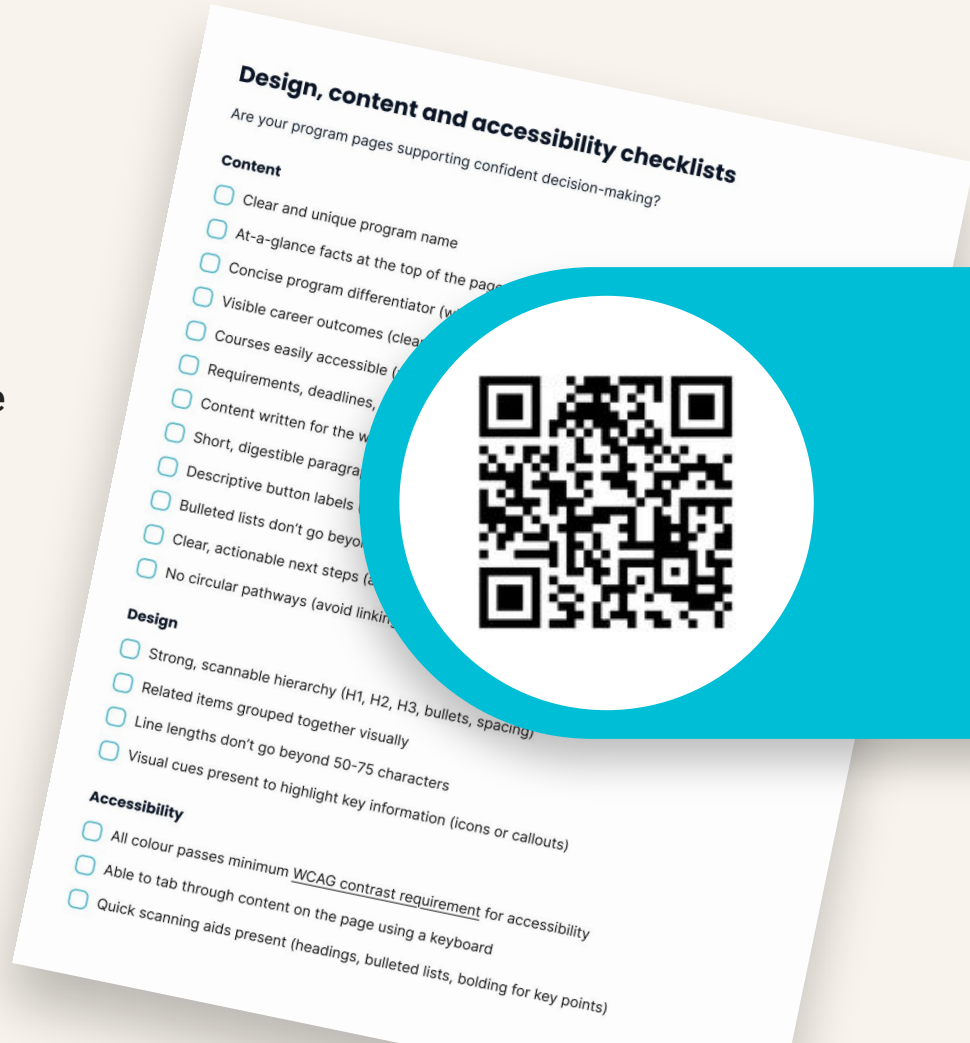 Design, content and accessibility checklists
Are your program pages supporting confident decision-making?
Content
Clear and unique program name
At-a-glance facts at the top of the page
Concise program differentiator
Visible career outcomes
Courses easily accessible
Requirements, deadlines,
Content written for the
Short, digestible
Descriptive button labels
Bulleted lists don't go
Clear, actionable next steps
No circular pathways (avoid
Design
Strong, scannable hierarchy (H1, H2, H3, bullets, spacing)
Related items grouped together visually
Line lengths don't go beyond 50-75 characters
Visual cues present to highlight key information (icons or callouts)
Accessibility
All colour passes minimum WCAG contrast requirement for accessibility
Able to tab through content on the page using a keyboard
Quick scanning aids present (headings, bulleted lists, bolding for key points)